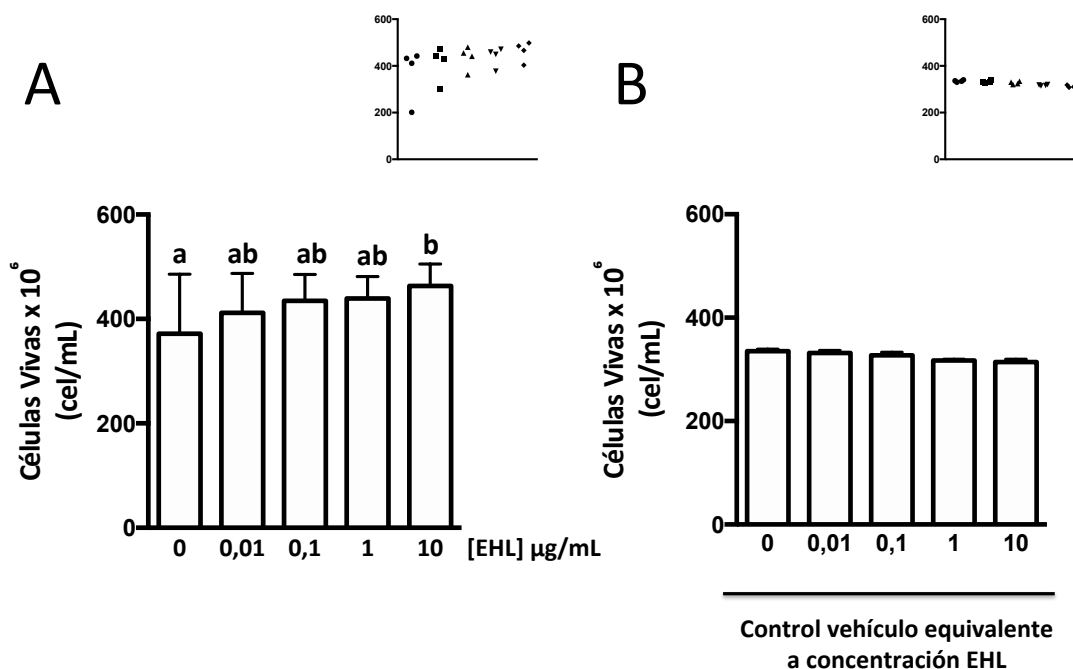 A
600
400
200
0
Células Vivas x 10⁶
(cel/mL)
600
400
200
0
a ab ab ab b
0 0,01 0,1 1 10 [EHL] µg/mL
B
600
400
200
0
Células Vivas x 10⁶
(cel/mL)
600
400
200
0
0 0,01 0,1 1 10
Control vehículo equivalente
a concentración EHL